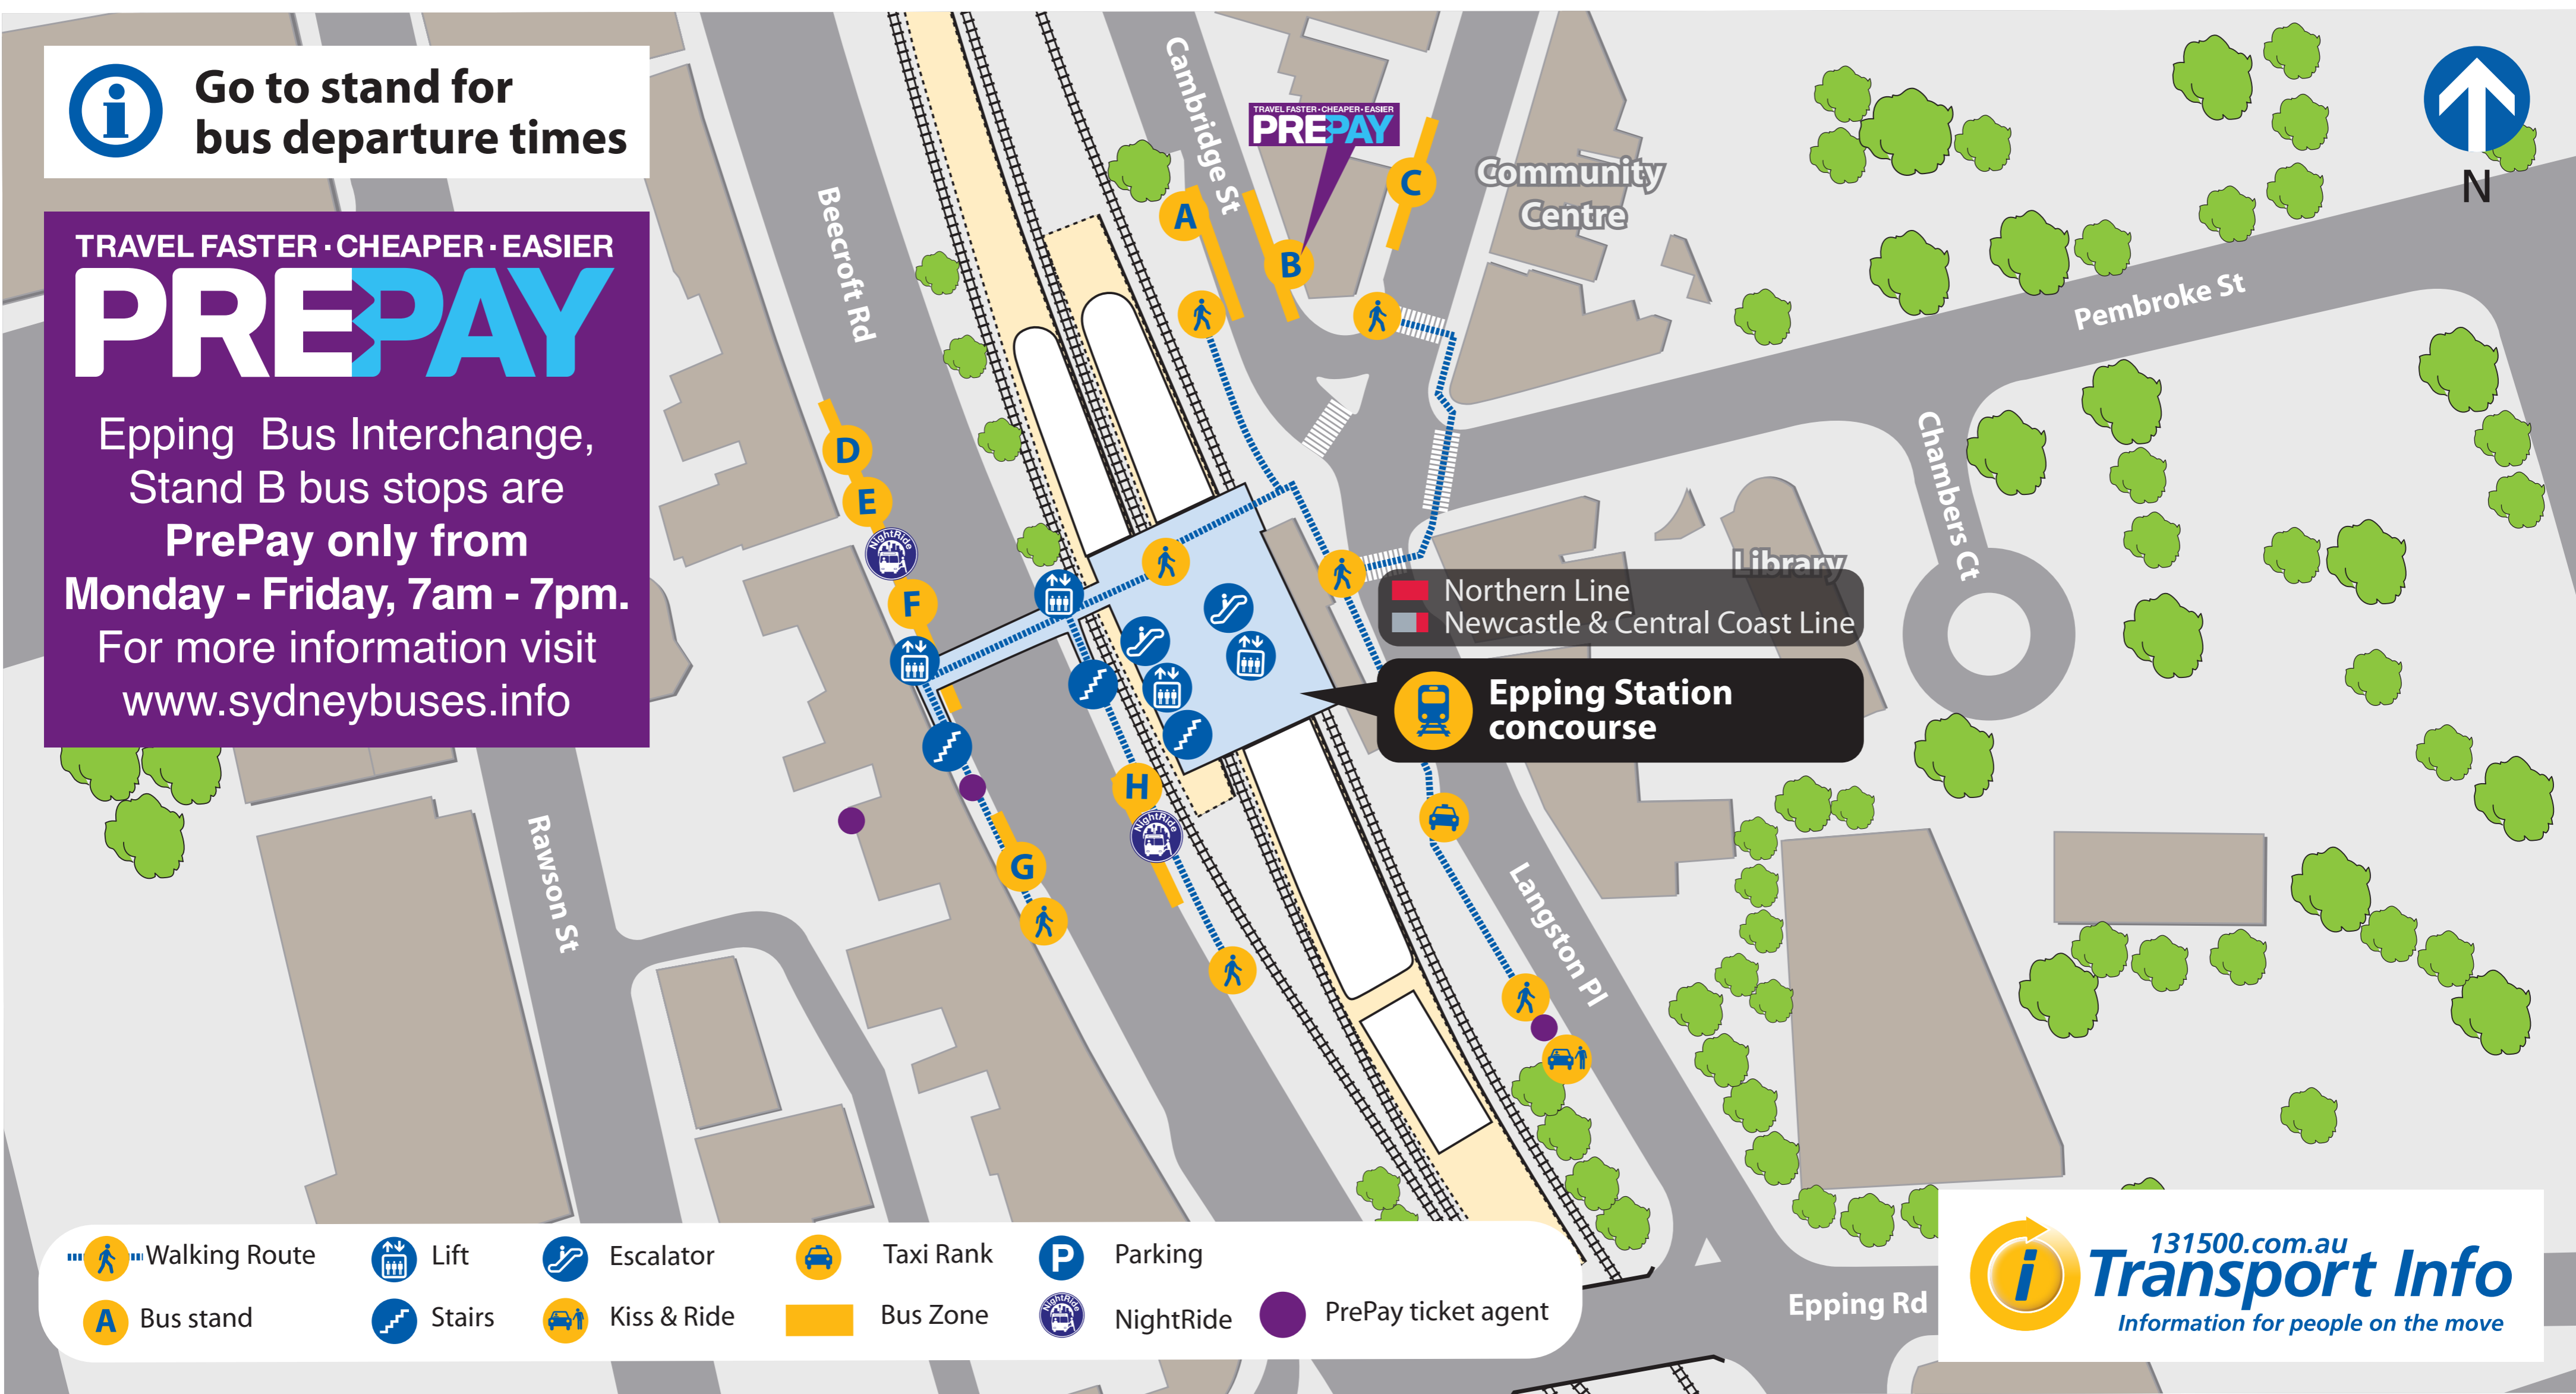 Go to stand for
bus departure times
TRAVEL FASTER · CHEAPER · EASIER
PREPAY
Epping Bus Interchange,
Stand B bus stops are
PrePay only from
Monday - Friday, 7am - 7pm.
For more information visit
www.sydneybuses.info
Cambridge St
TRAVEL FASTER · CHEAPER · EASIER
PREPAY
A
B
C
Community
Centre
N
Beecroft Rd
Pembroke St
Chambers Ct
D
E
NightRide
F
Library
Northern Line
Newcastle & Central Coast Line
Epping Station
concourse
H
NightRide
G
Rawson St
Langston Pl
Walking Route
Lift
Escalator
Taxi Rank
P
Parking
A
Bus stand
Stairs
Kiss & Ride
Bus Zone
NightRide
NightRide
PrePay ticket agent
Epping Rd
131500.com.au
Transport Info
Information for people on the move